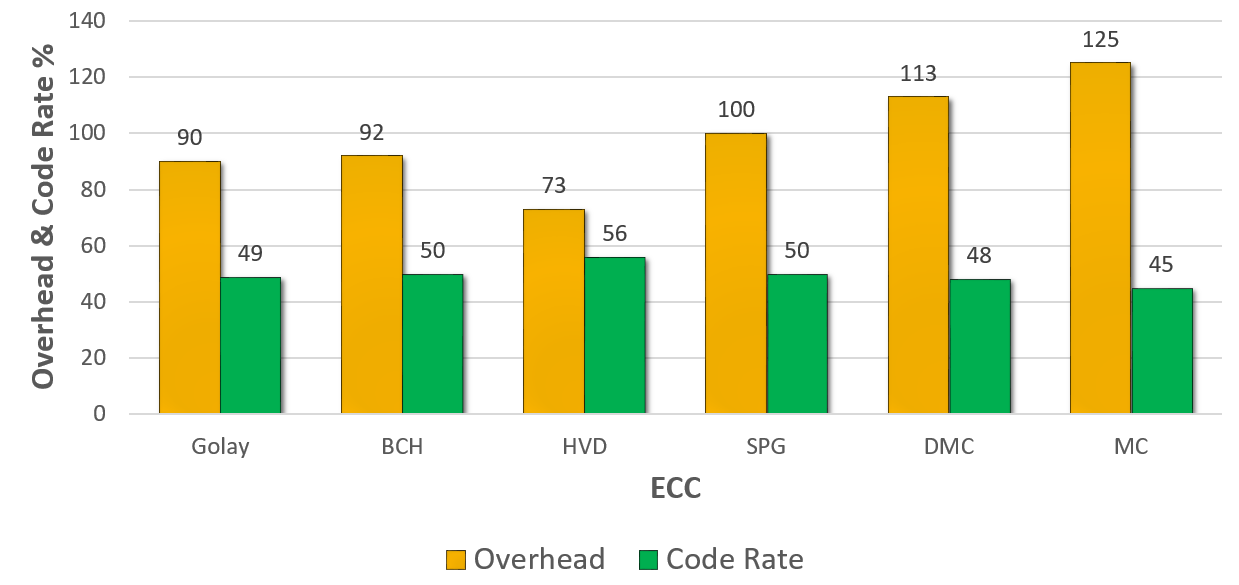 Overhead & Code Rate %
140
120
100
80
60
40
20
0
90
49
92
50
73
56
100
50
113
48
125
45
Golay
BCH
HVD
SPG
DMC
MC
ECC
Overhead
Code Rate